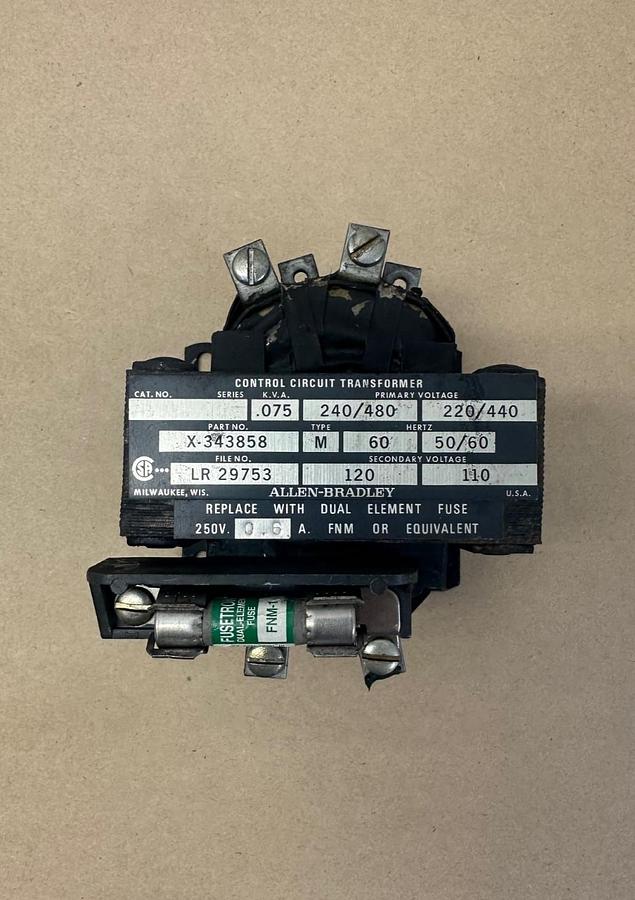 CONTROL CIRCUIT TRANSFORMER
CAT. NO. SERIES K.V.A. PRIMARY VOLTAGE
.075 240/480 220/440
PART NO. TYPE HERTZ
X-343858 M 60 50/60
FILE NO. SECONDARY VOLTAGE
SA LR 29753 120 110
MILWAUKEE, WIS. ALLEN-BRADLEY U.S.A.
REPLACE WITH DUAL ELEMENT FUSE
250V. 0.6 A. FNM OR EQUIVALENT
FUSETRON
DUAL-ELEMENT
FUSE